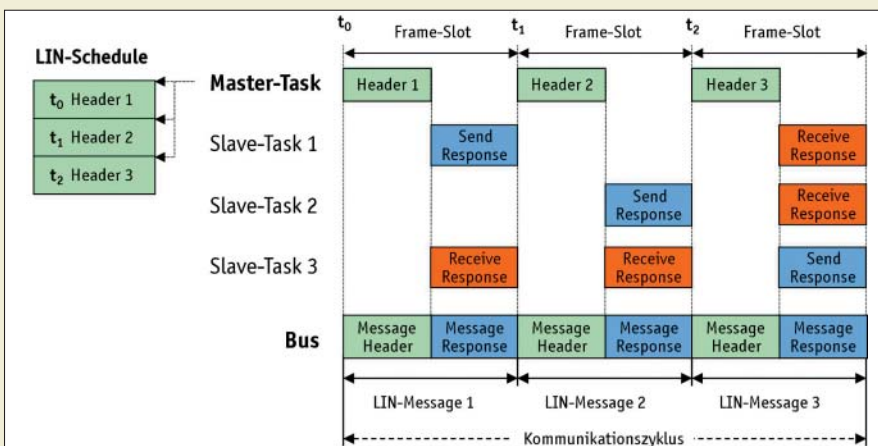 t0
t1
t2
Frame-Slot
Frame-Slot
Frame-Slot
LIN-Schedule
t0 Header 1
t1 Header 2
t2 Header 3
Master-Task
Header 1
Header 2
Header 3
Slave-Task 1
Send
Response
Receive
Response
Slave-Task 2
Send
Response
Receive
Response
Slave-Task 3
Receive
Response
Receive
Response
Send
Response
Bus
Message
Header
Message
Response
Message
Header
Message
Response
Message
Header
Message
Response
LIN-Message 1
LIN-Message 2
LIN-Message 3
Kommunikationszyklus